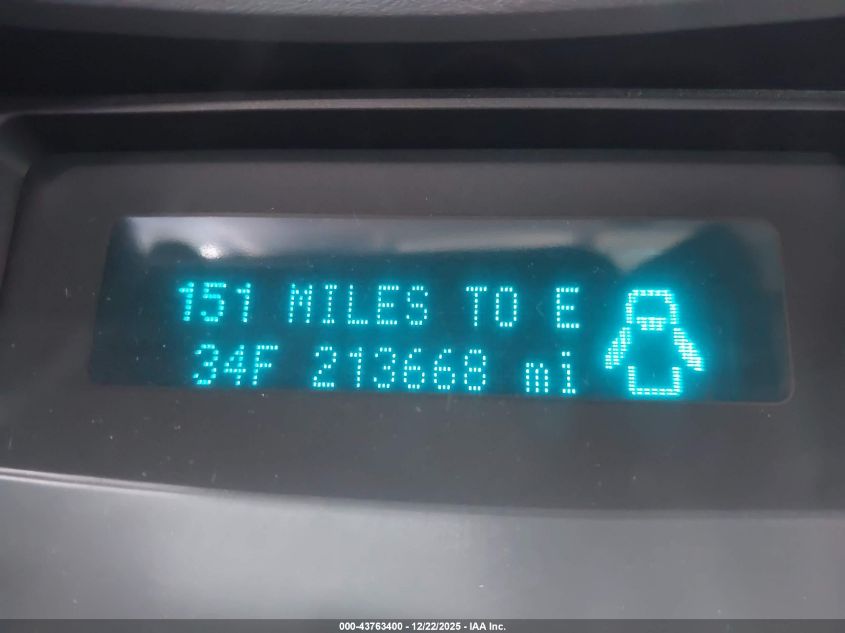 151 MILES TO E
34F 213668 mi
000-43763400 - 12/22/2025 - IAA Inc.